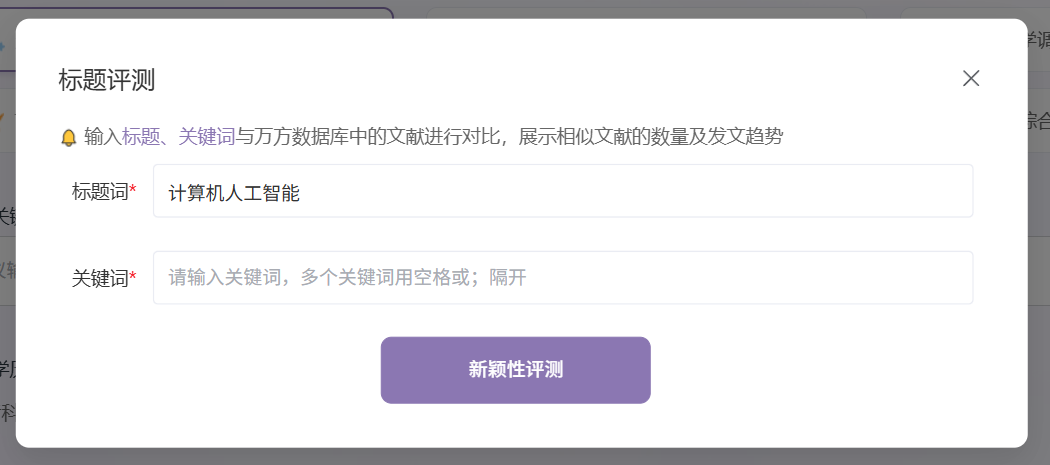 标题评测
输入标题、关键词与万方数据库中的文献进行对比，展示相似文献的数量及发文趋势
标题词*
计算机人工智能
关键词*
请输入关键词，多个关键词用空格或；隔开
新颖性评测